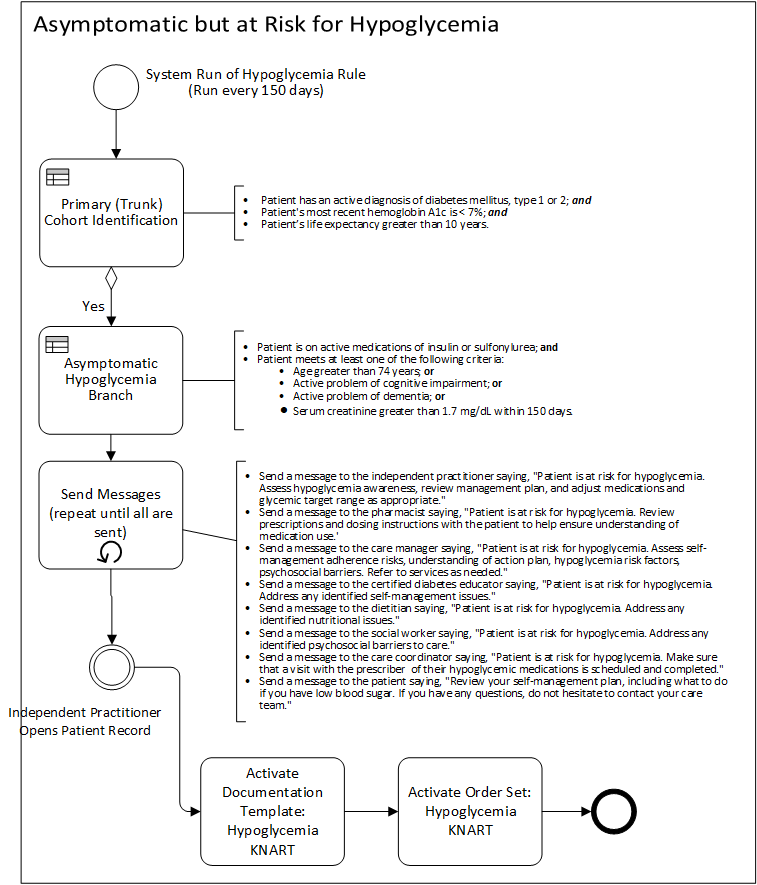 Asymptomatic but at Risk for Hypoglycemia
System Run of Hypoglycemia Rule
(Run every 150 days)
Primary (Trunk)
Cohort Identification
• Patient has an active diagnosis of diabetes mellitus, type 1 or 2; and
• Patient's most recent hemoglobin A1c is < 7%; and
• Patient's life expectancy greater than 10 years.
Yes
Asymptomatic
Hypoglycemia
Branch
• Patient is on active medications of insulin or sulfonylurea; and
• Patient meets at least one of the following criteria:
• Age greater than 74 years; or
• Active problem of cognitive impairment; or
• Active problem of dementia; or
• Serum creatinine greater than 1.7 mg/dL within 150 days.
Send Messages
(repeat until all are
sent)
• Send a message to the independent practitioner saying, "Patient is at risk for hypoglycemia.
Assess hypoglycemia awareness, review management plan, and adjust medications and
glycemic target range as appropriate."
• Send a message to the pharmacist saying, "Patient is at risk for hypoglycemia. Review
prescriptions and dosing instructions with the patient to help ensure understanding of
medication use.'
• Send a message to the care manager saying, "Patient is at risk for hypoglycemia. Assess self-
management adherence risks, understanding of action plan, hypoglycemia risk factors,
psychosocial barriers. Refer to services as needed."
• Send a message to the certified diabetes educator saying, "Patient is at risk for hypoglycemia.
Address any identified self-management issues."
• Send a message to the dietitian saying, "Patient is at risk for hypoglycemia. Address any
identified nutritional issues."
• Send a message to the social worker saying, "Patient is at risk for hypoglycemia. Address any
identified psychosocial barriers to care."
• Send a message to the care coordinator saying, "Patient is at risk for hypoglycemia. Make sure
that a visit with the prescriber of their hypoglycemic medications is scheduled and completed."
• Send a message to the patient saying, "Review your self-management plan, including what to do
if you have low blood sugar. If you have any questions, do not hesitate to contact your care
team."
Independent Practitioner
Opens Patient Record
Activate
Documentation
Template:
Hypoglycemia
KNART
Activate Order Set:
Hypoglycemia
KNART